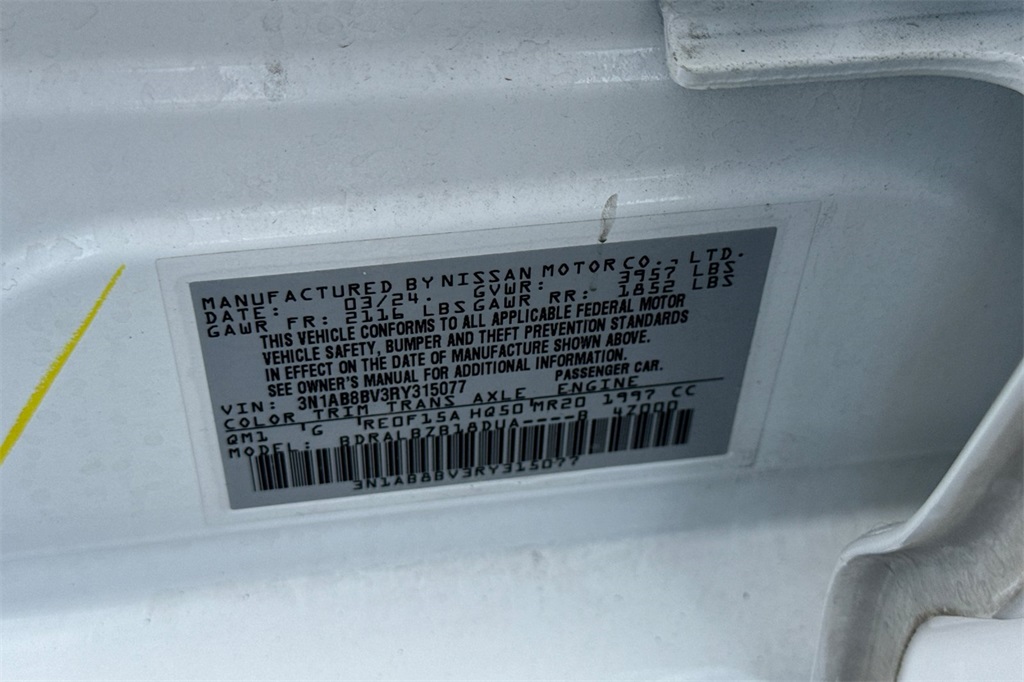 MANUFACTURED BY NISSAN MOTOR CO., LTD.
DATE: 03/24. GVWR: 3957 LBS
GAWR FR: 2116 LBS GAWR RR: 1852 LBS
THIS VEHICLE CONFORMS TO ALL APPLICABLE FEDERAL MOTOR
VEHICLE SAFETY, BUMPER AND THEFT PREVENTION STANDARDS
IN EFFECT ON THE DATE OF MANUFACTURE SHOWN ABOVE.
SEE OWNER'S MANUAL FOR ADDITIONAL INFORMATION.
VIN: 3N1AB8BV3RY315077 PASSENGER CAR.
COLOR TRIM TRANS AXLE ENGINE
QM1 G RE0F15A HQ50 MR20 1997 CC
MODEL: BDRALBZB18DUA----B 47000
3N1AB8BV3RY315077